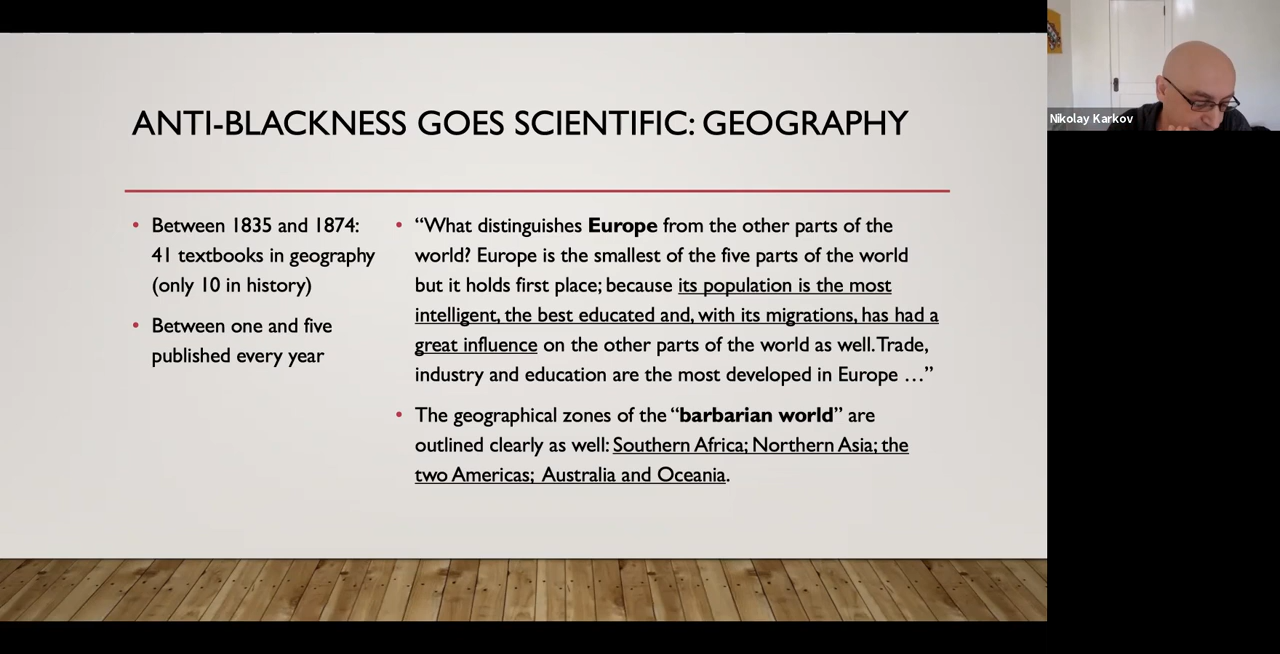 ANTI-BLACKNESS GOES SCIENTIFIC: GEOGRAPHY
Between 1835 and 1874:
41 textbooks in geography
(only 10 in history)
Between one and five
published every year
“What distinguishes Europe from the other parts of the
world? Europe is the smallest of the five parts of the world
but it holds first place; because its population is the most
intelligent, the best educated and, with its migrations, has had a
great influence on the other parts of the world as well. Trade,
industry and education are the most developed in Europe …”
The geographical zones of the “barbarian world” are
outlined clearly as well: Southern Africa; Northern Asia; the
two Americas; Australia and Oceania.
Nikolay Karkov